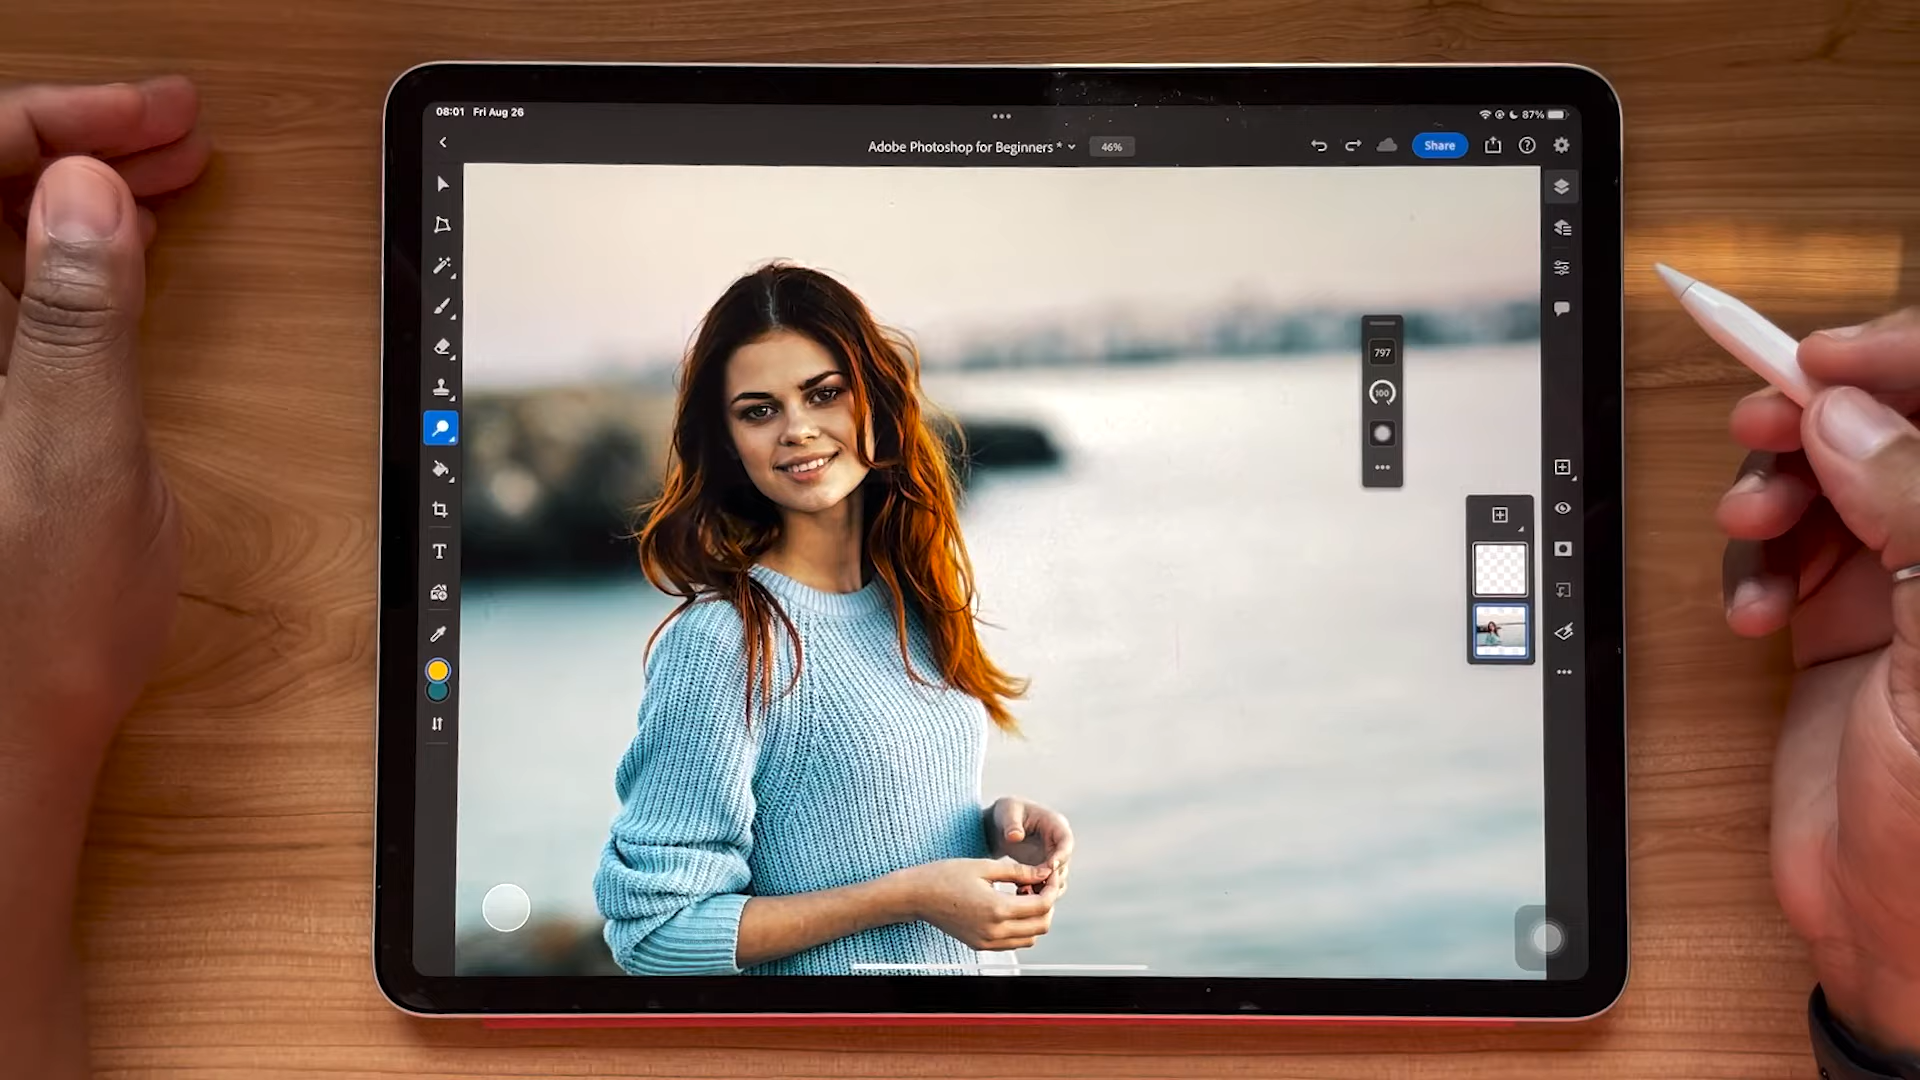 08:01 Fri Aug 26
87%
Adobe Photoshop for Beginners *
46%
Share
797
100
T